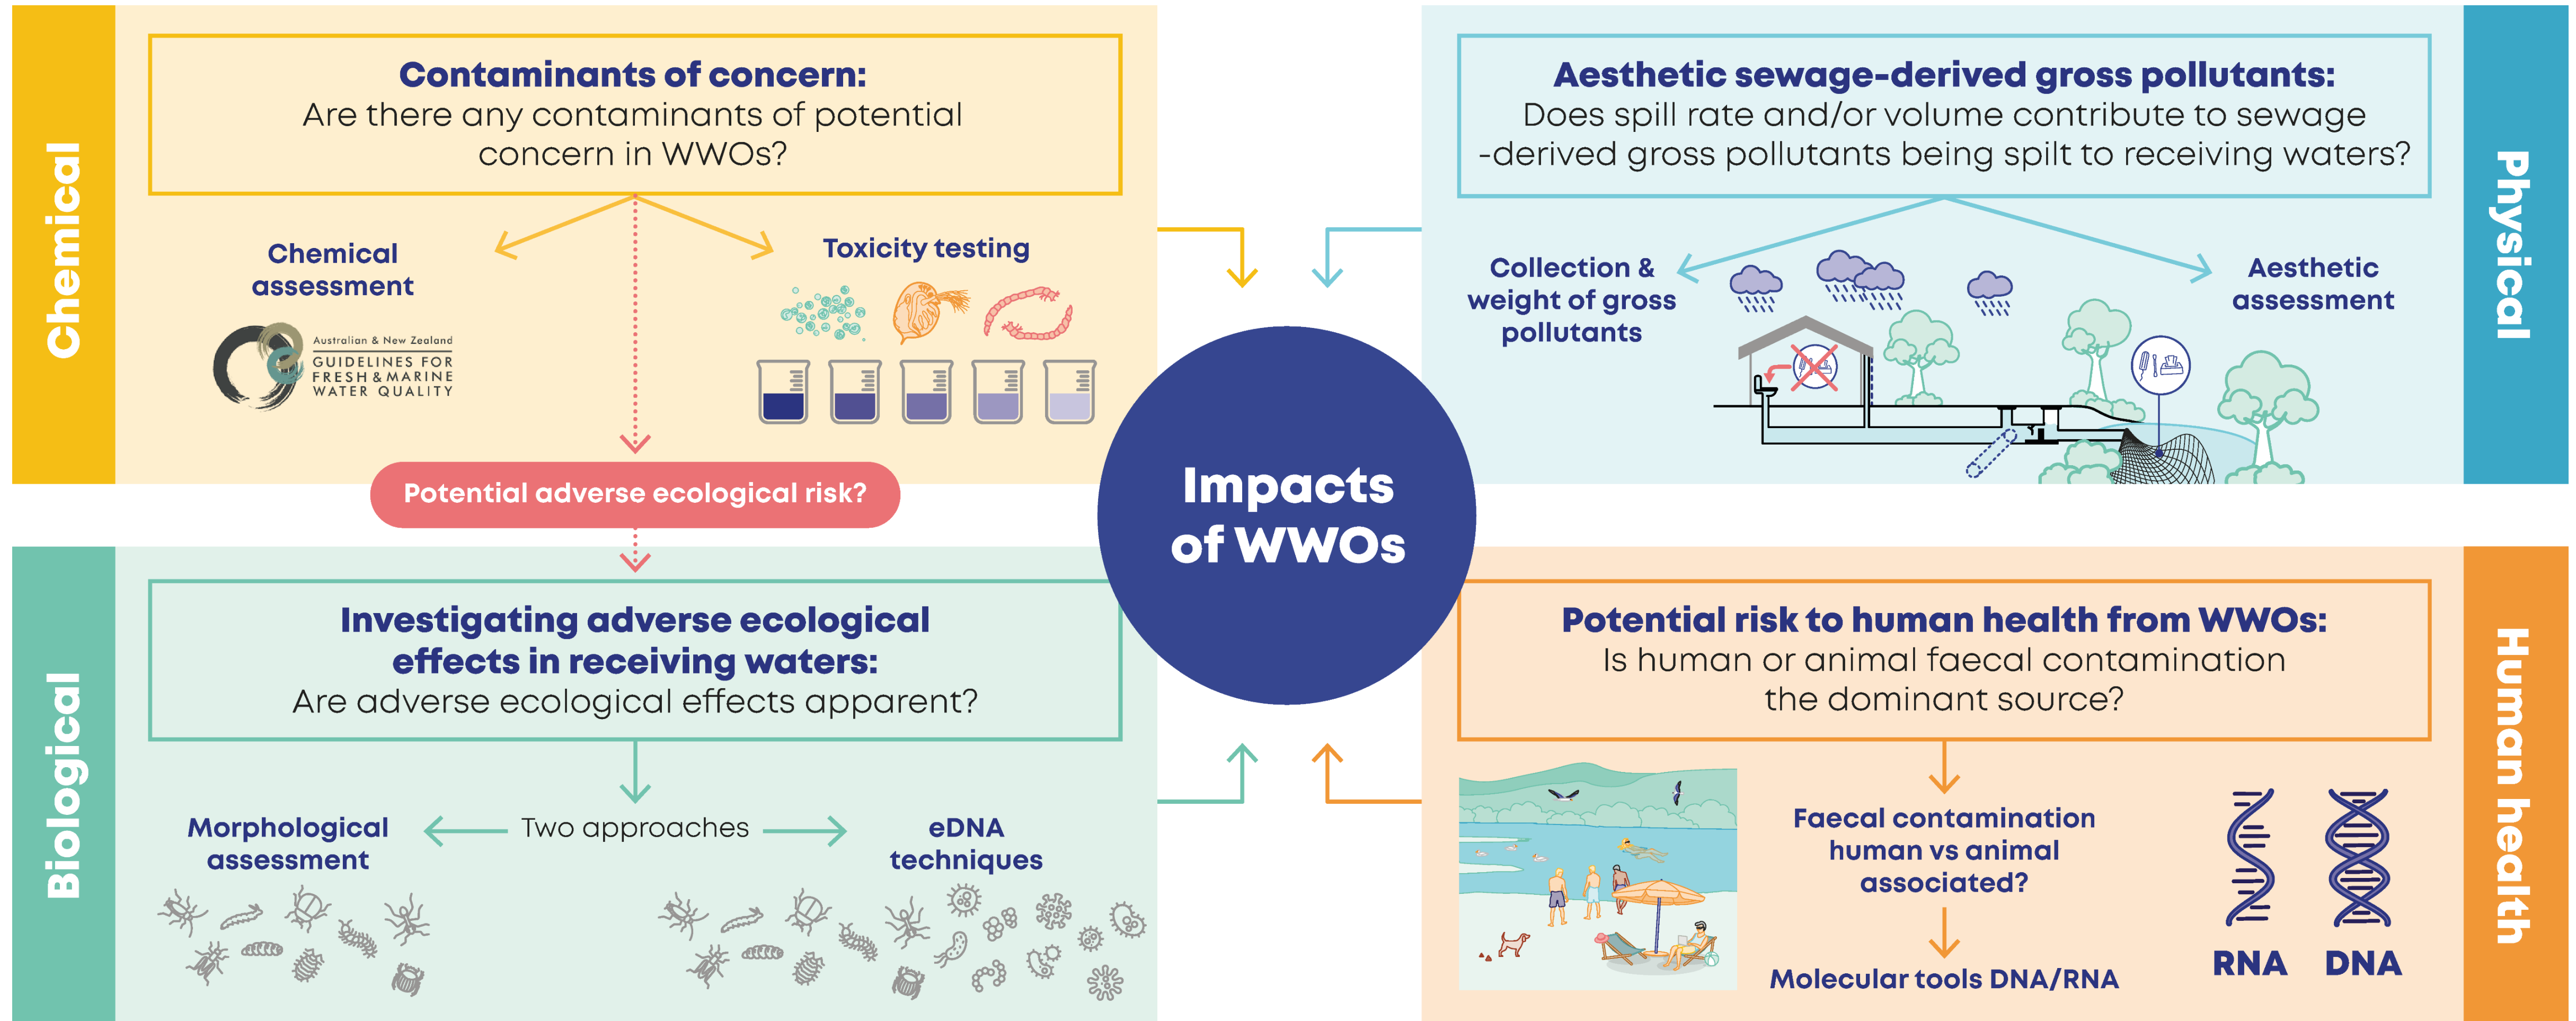 Chemical
Contaminants of concern:
Are there any contaminants of potential
concern in WWOs?
Chemical
assessment
Australian & New Zealand
GUIDELINES FOR
FRESH & MARINE
WATER QUALITY
Toxicity testing
Potential adverse ecological risk?
Physical
Aesthetic sewage-derived gross pollutants:
Does spill rate and/or volume contribute to sewage
-derived gross pollutants being spilt to receiving waters?
Collection &
weight of gross
pollutants
Aesthetic
assessment
Impacts
of WWOs
Biological
Investigating adverse ecological
effects in receiving waters:
Are adverse ecological effects apparent?
Two approaches
Morphological
assessment
eDNA
techniques
Human health
Potential risk to human health from WWOs:
Is human or animal faecal contamination
the dominant source?
Faecal contamination
human vs animal
associated?
Molecular tools DNA/RNA
RNA
DNA